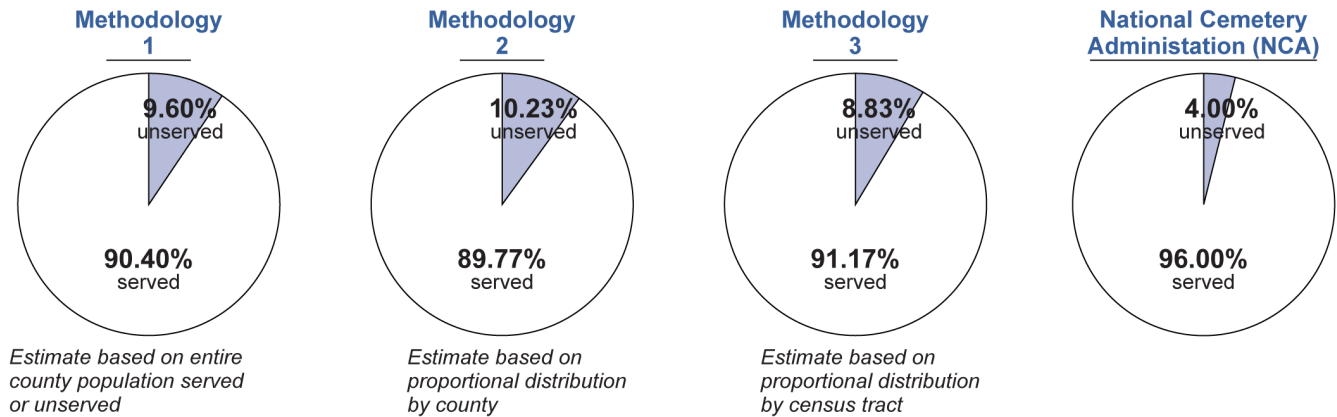 Methodology
1
9.60%
unserved
90.40%
served
Estimate based on entire
county population served
or unserved
Methodology
2
10.23%
unserved
89.77%
served
Estimate based on
proportional distribution
by county
Methodology
3
8.83%
unserved
91.17%
served
Estimate based on
proportional distribution
by census tract
National Cemetery
Administation (NCA)
4.00%
unserved
96.00%
served